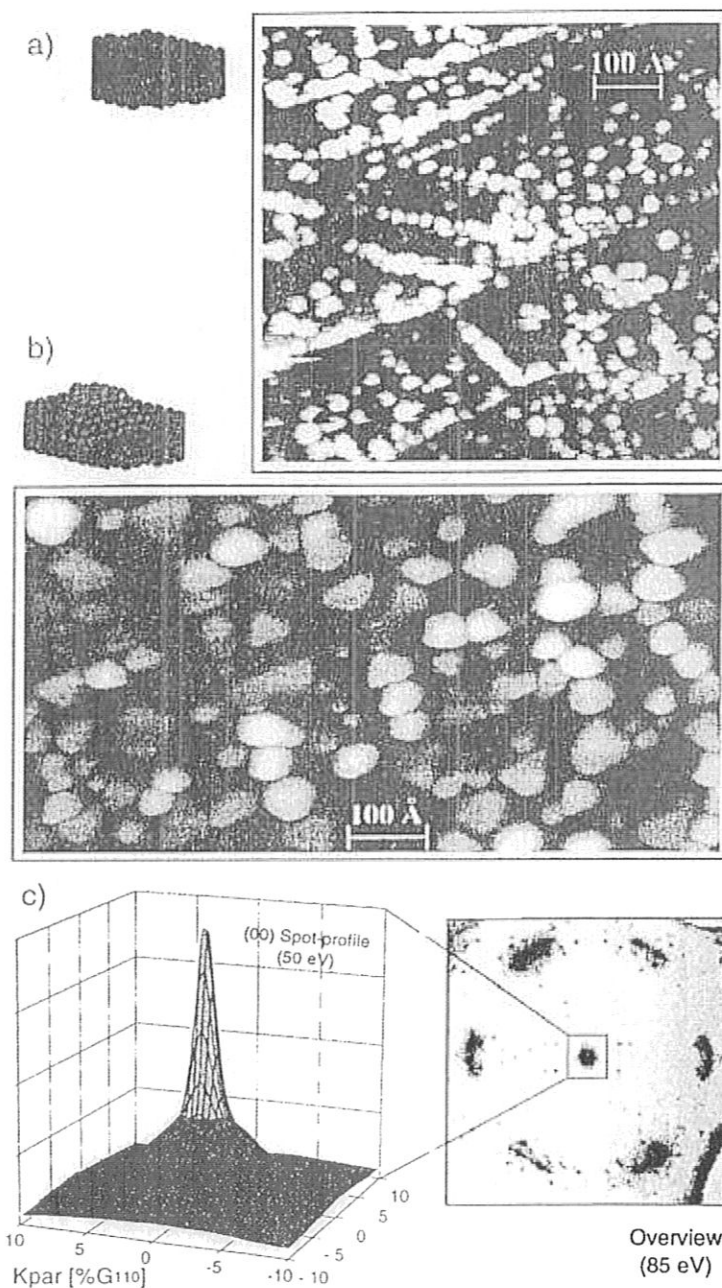 a)
100 Å
b)
100 Å
c)
(00) Spot-profile
(50 eV)
10
5
0
-5
-10
-10
-5
0
5
10
Kpar [%G110]
Overview
(85 eV)